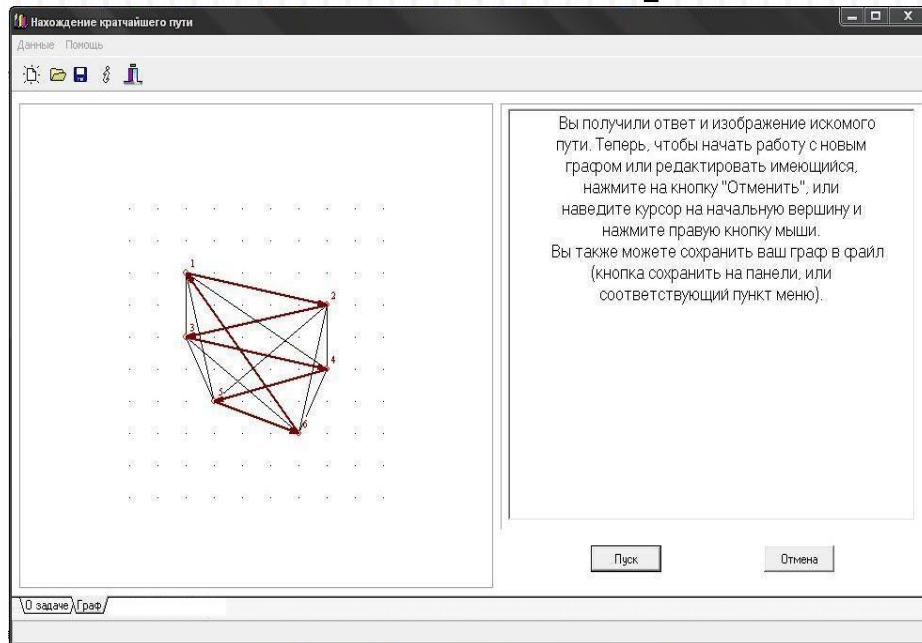 Нахождение кратчайшего пути
Данные Помощь
1
2
3
4
5
6
Вы получили ответ и изображение искомого
пути. Теперь, чтобы начать работу с новым
графом или редактировать имеющийся,
нажмите на кнопку "Отменить", или
наведите курсор на начальную вершину и
нажмите правую кнопку мыши.
Вы также можете сохранить ваш граф в файл
(кнопка сохранить на панели, или
соответствующий пункт меню).
Пуск Отмена
О задаче Граф